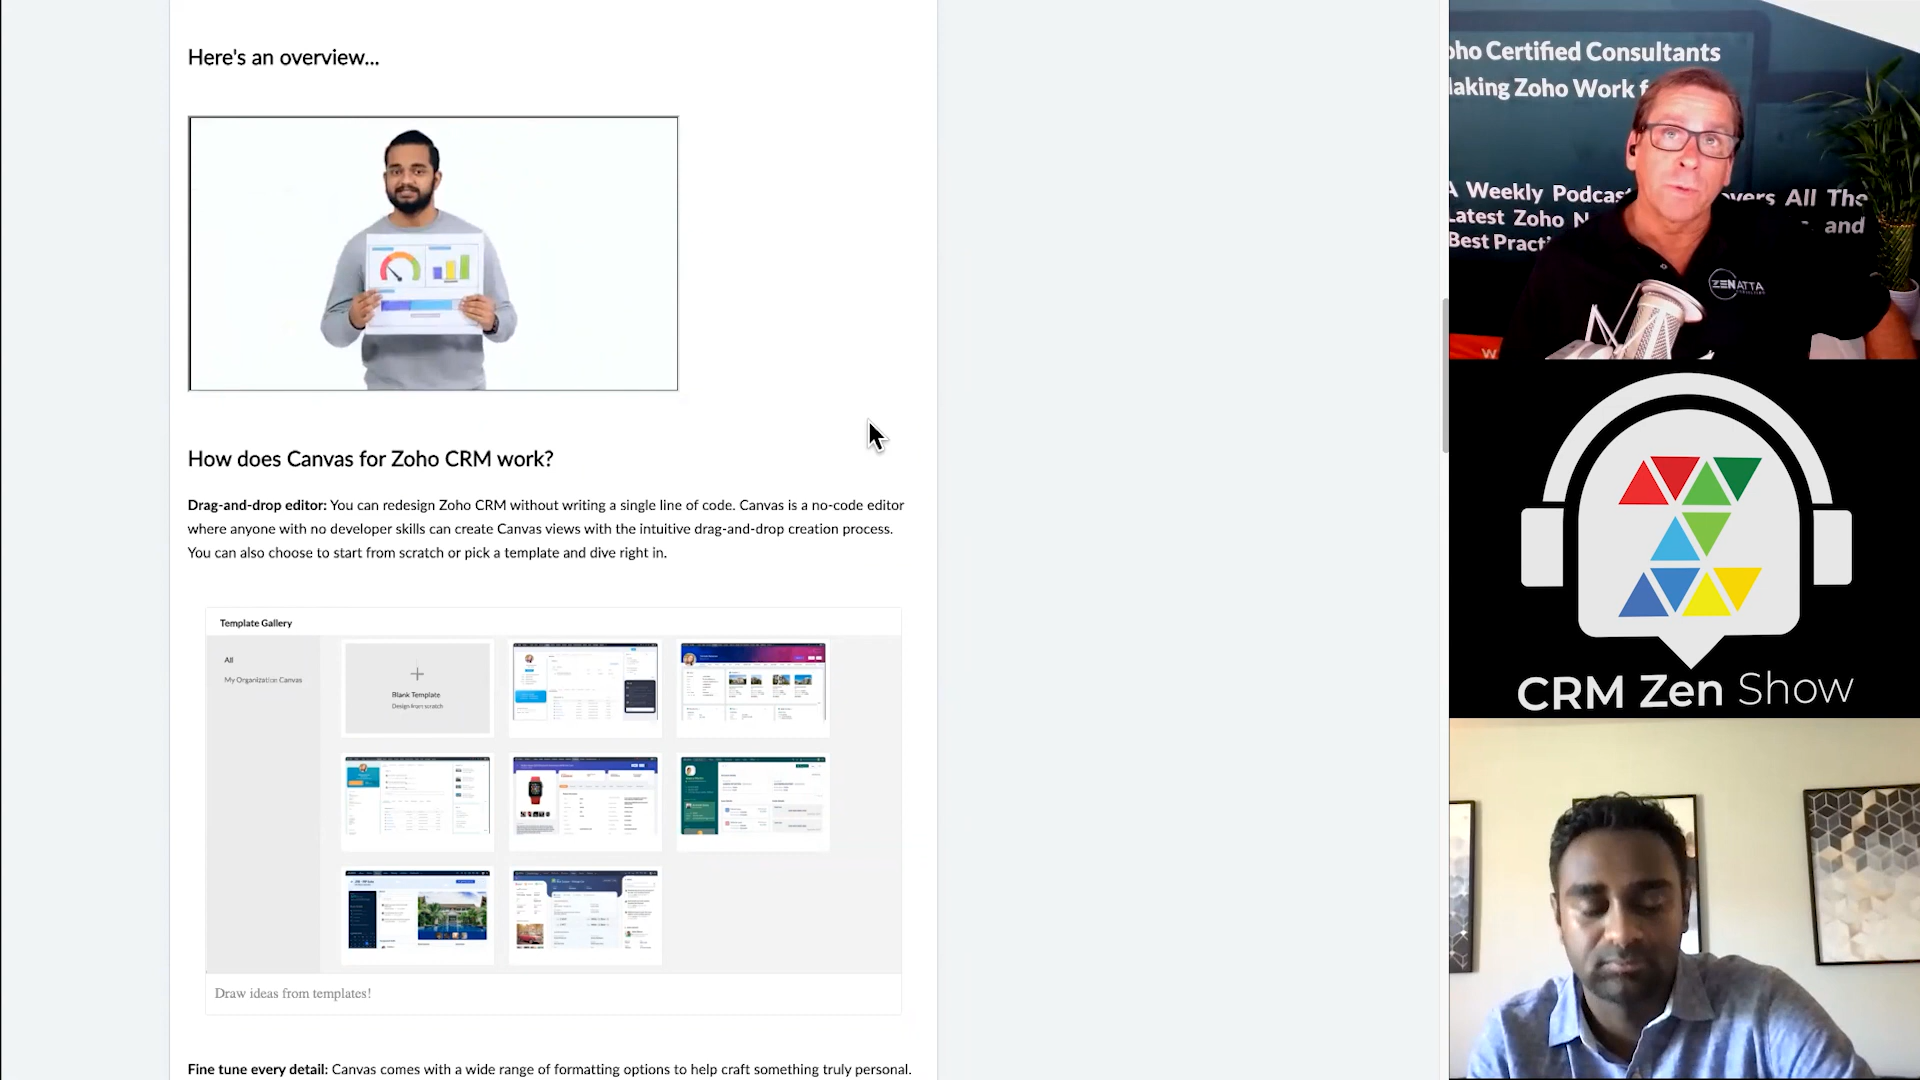 Here's an overview...
How does Canvas for Zoho CRM work?
Drag-and-drop editor: You can redesign Zoho CRM without writing a single line of code. Canvas is a no-code editor
where anyone with no developer skills can create Canvas views with the intuitive drag-and-drop creation process.
You can also choose to start from scratch or pick a template and dive right in.
Template Gallery
All
My Organization Canvas
Blank Template
Design from scratch
Draw ideas from templates!
Fine tune every detail: Canvas comes with a wide range of formatting options to help craft something truly personal.
oho Certified Consultants
Making Zoho Work f
A Weekly Podcas overs All The
Latest Zoho N and
Best Practi
ZENATTA
W
CRM Zen Show